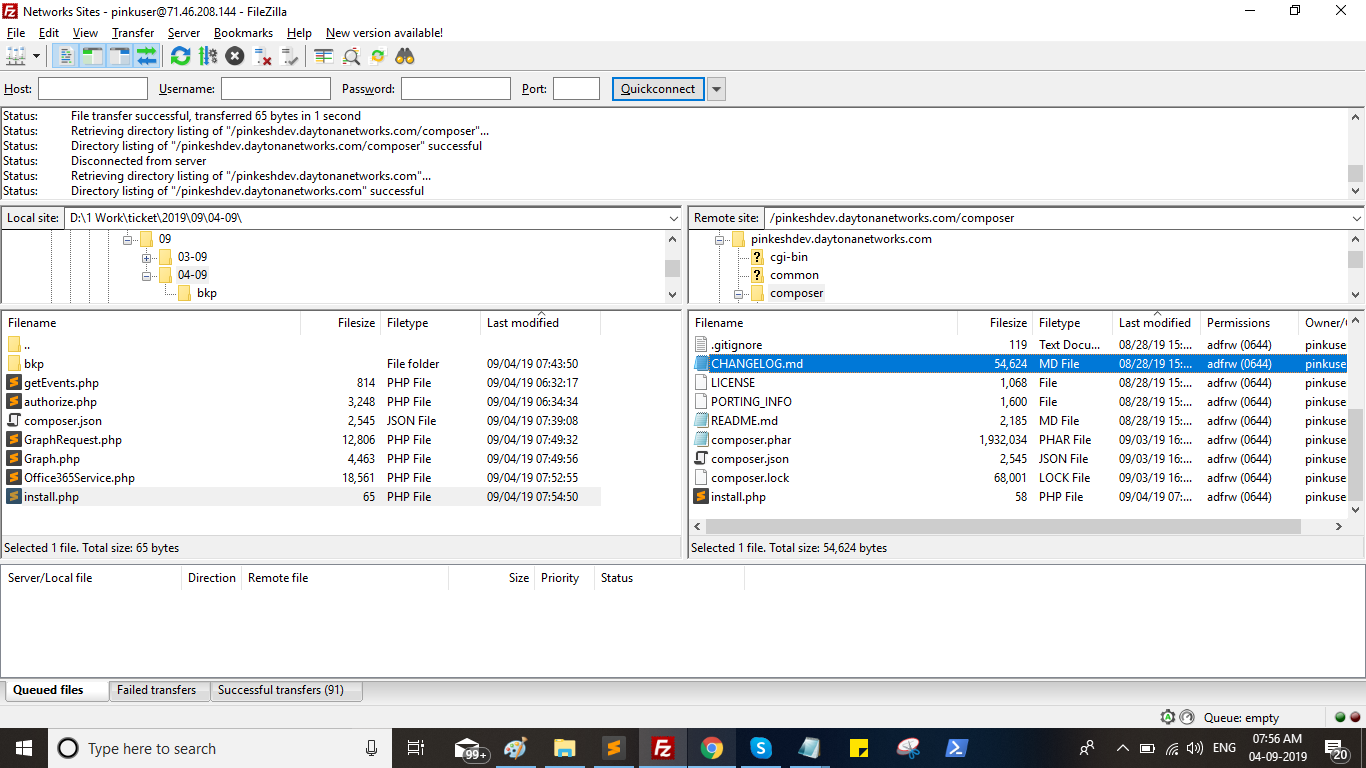 Networks Sites - pinkuser@71.46.208.144 - FileZilla
File Edit View Transfer Server Bookmarks Help New version available!
Host: Username: Password: Port: Quickconnect
Status: File transfer successful, transferred 65 bytes in 1 second
Status: Retrieving directory listing of "/pinkeshdev.daytonanetworks.com/composer"...
Status: Directory listing of "/pinkeshdev.daytonanetworks.com/composer" successful
Status: Disconnected from server
Status: Retrieving directory listing of "/pinkeshdev.daytonanetworks.com"...
Status: Directory listing of "/pinkeshdev.daytonanetworks.com" successful
Local site: D:\1 Work\ticket\2019\09\04-09\
09
03-09
04-09
bkp
Filename Filesize Filetype Last modified
..
bkp File folder 09/04/19 07:43:50
getEvents.php 814 PHP File 09/04/19 06:32:17
authorize.php 3,248 PHP File 09/04/19 06:34:34
composer.json 2,545 JSON File 09/04/19 07:39:08
GraphRequest.php 12,806 PHP File 09/04/19 07:49:32
Graph.php 4,463 PHP File 09/04/19 07:49:56
Office365Service.php 18,561 PHP File 09/04/19 07:52:55
install.php 65 PHP File 09/04/19 07:54:50
Selected 1 file. Total size: 65 bytes
Remote site: /pinkeshdev.daytonanetworks.com/composer
pinkeshdev.daytonanetworks.com
? cgi-bin
? common
composer
Filename Filesize Filetype Last modified Permissions Owner/
.gitignore 119 Text Docu... 08/28/19 15:... adfrw (0644) pinkuse
CHANGELOG.md 54,624 MD File 08/28/19 15:... adfrw (0644) pinkuse
LICENSE 1,068 File 08/28/19 15:... adfrw (0644) pinkuse
PORTING_INFO 1,600 File 08/28/19 15:... adfrw (0644) pinkuse
README.md 2,185 MD File 08/28/19 15:... adfrw (0644) pinkuse
composer.phar 1,932,034 PHAR File 09/03/19 16:... adfrw (0644) pinkuse
composer.json 2,545 JSON File 09/03/19 16:... adfrw (0644) pinkuse
composer.lock 68,001 LOCK File 09/03/19 16:... adfrw (0644) pinkuse
install.php 58 PHP File 09/04/19 07:... adfrw (0644) pinkuse
Selected 1 file. Total size: 54,624 bytes
Server/Local file Direction Remote file Size Priority Status
Queued files Failed transfers Successful transfers (91)
Queue: empty
Type here to search 99+ ENG 07:56 AM
04-09-2019 20